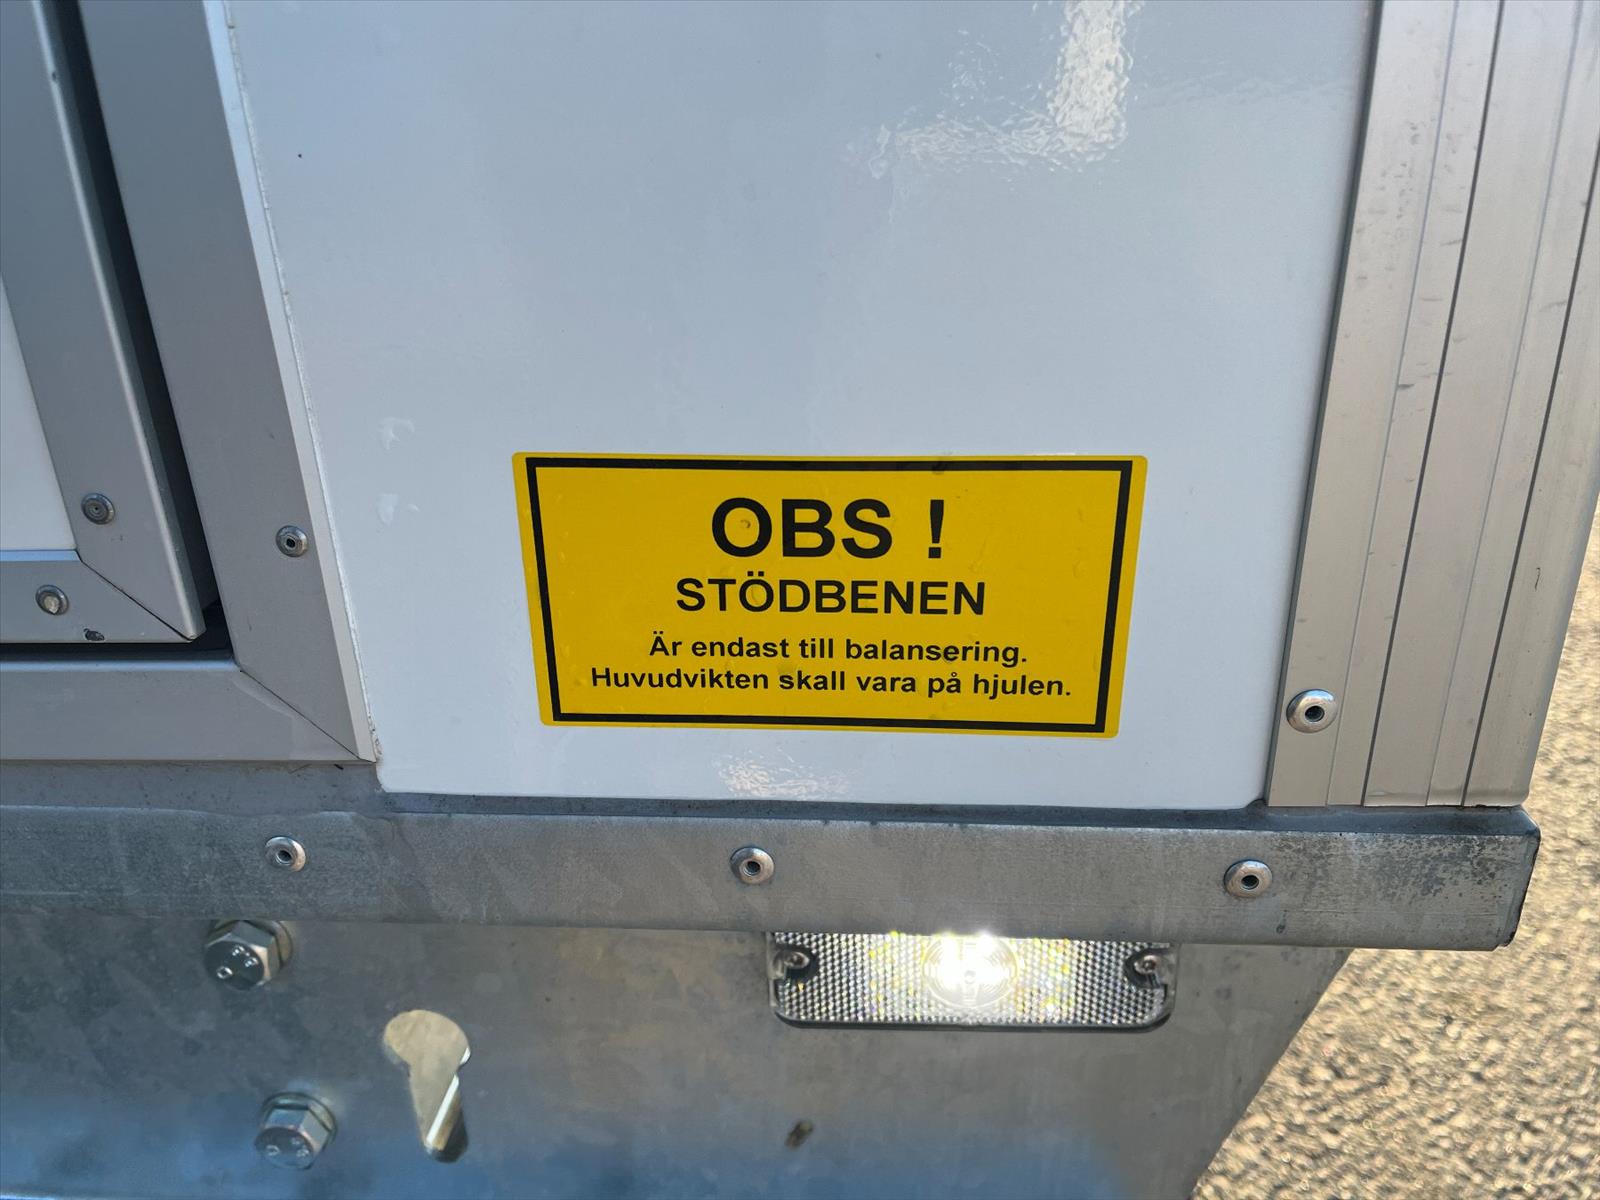 OBS !
STÖDBENEN
Är endast till balansering.
Huvudvikten skall vara på hjulen.